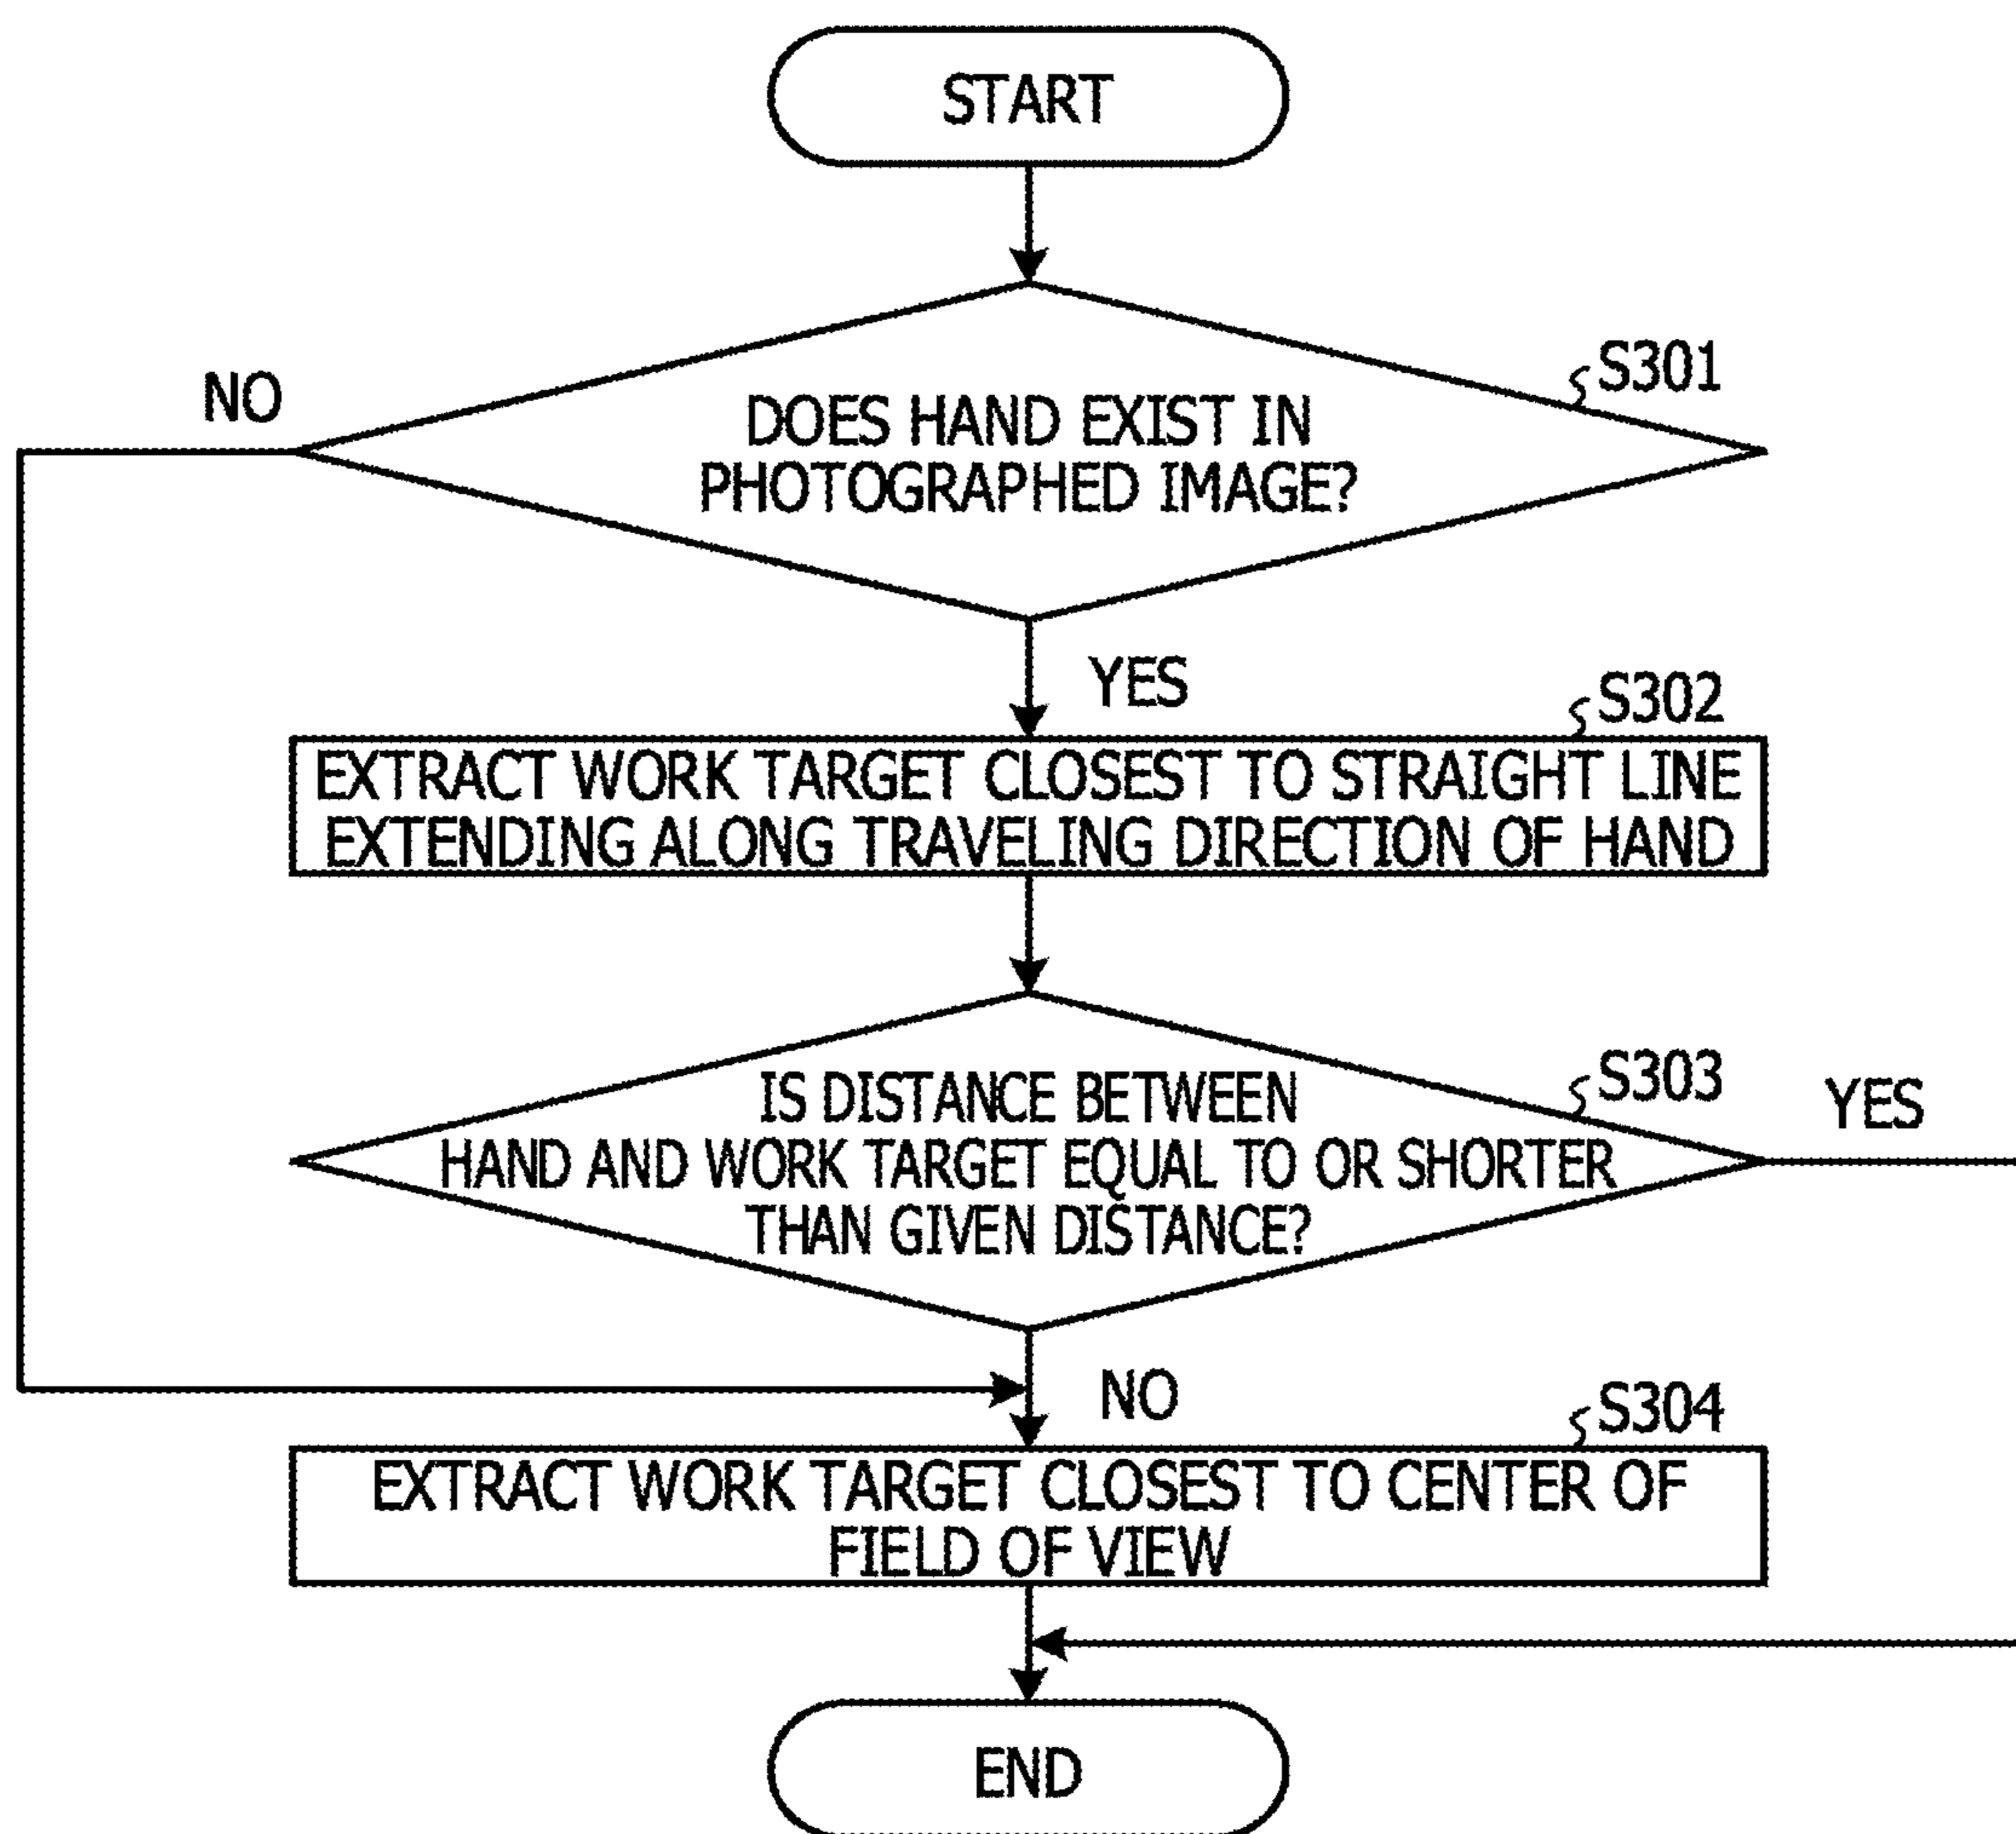 START
NO
S301
DOES HAND EXIST IN
PHOTOGRAPHED IMAGE?
YES
S302
EXTRACT WORK TARGET CLOSEST TO STRAIGHT LINE
EXTENDING ALONG TRAVELING DIRECTION OF HAND
S303
YES
IS DISTANCE BETWEEN
HAND AND WORK TARGET EQUAL TO OR SHORTER
THAN GIVEN DISTANCE?
NO
S304
EXTRACT WORK TARGET CLOSEST TO CENTER OF
FIELD OF VIEW
END